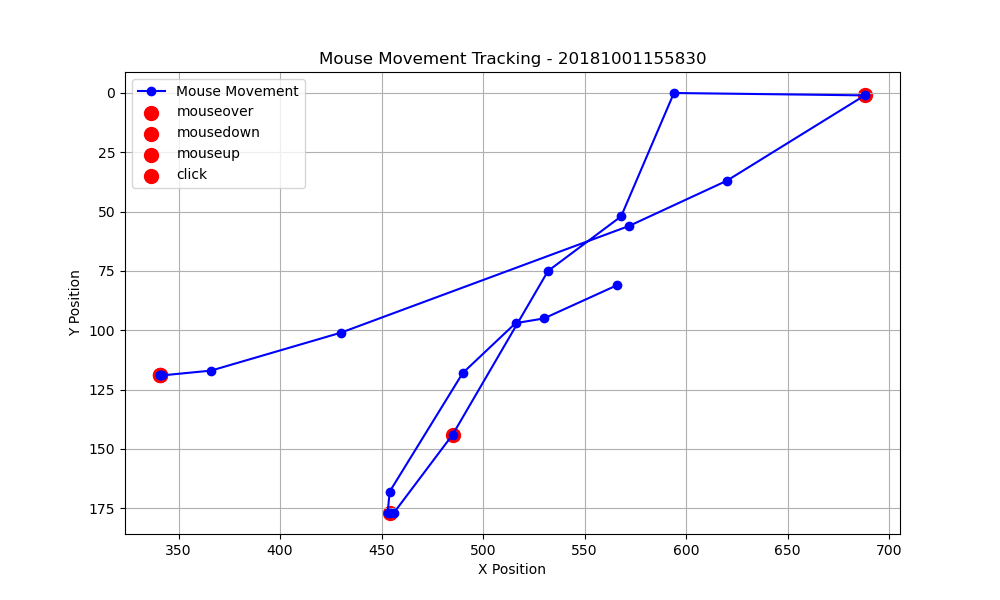 Mouse Movement Tracking - 20181001155830
Mouse Movement
mouseover
mousedown
mouseup
click
0
25
50
75
100
125
150
175
Y Position
350 400 450 500 550 600 650 700
X Position